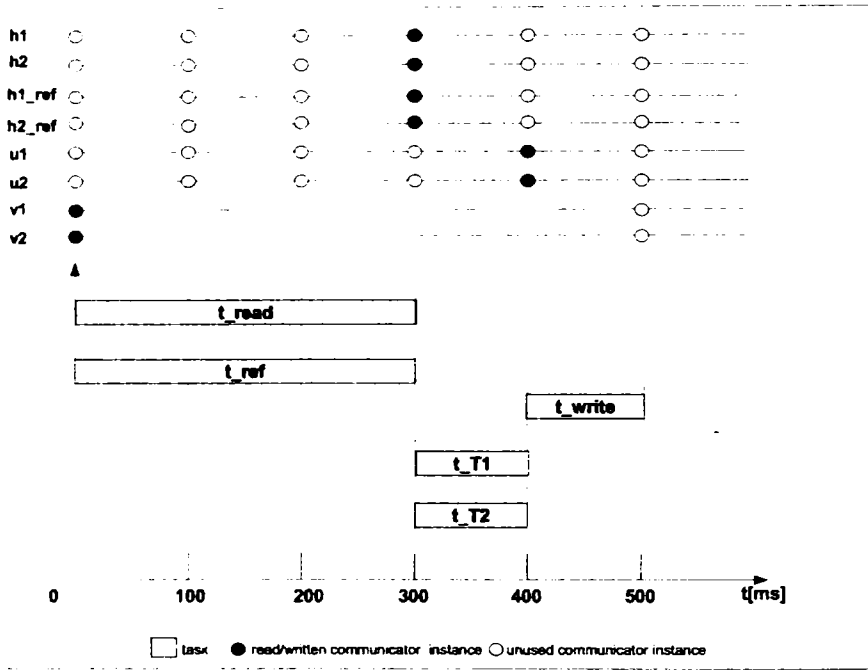 h1
h2
h1_ref
h2_ref
u1
u2
v1
v2
t_read
t_ref
t_write
t_T1
t_T2
0 100 200 300 400 500 t[ms]
task read/written communicator instance unused communicator instance